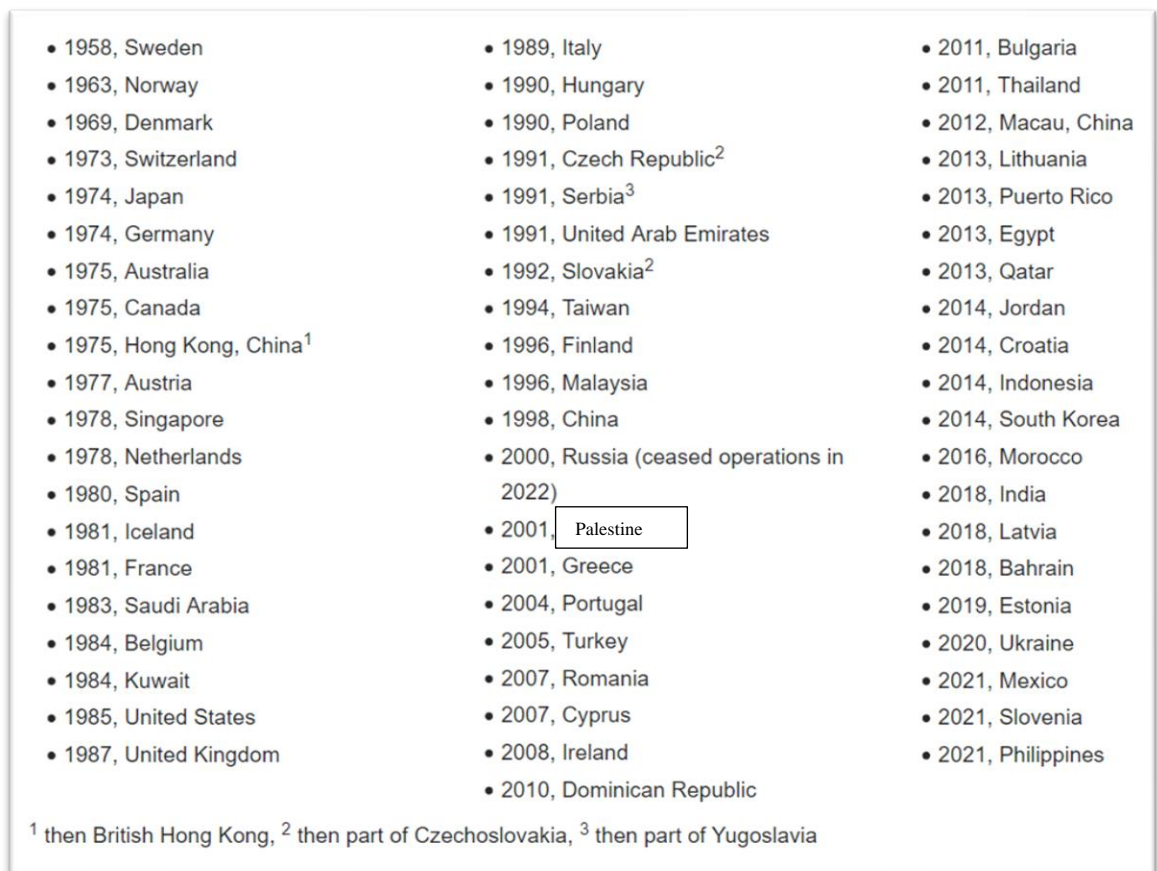 • 1958, Sweden
• 1963, Norway
• 1969, Denmark
• 1973, Switzerland
• 1974, Japan
• 1974, Germany
• 1975, Australia
• 1975, Canada
• 1975, Hong Kong, China¹
• 1977, Austria
• 1978, Singapore
• 1978, Netherlands
• 1980, Spain
• 1981, Iceland
• 1981, France
• 1983, Saudi Arabia
• 1984, Belgium
• 1984, Kuwait
• 1985, United States
• 1987, United Kingdom
• 1989, Italy
• 1990, Hungary
• 1990, Poland
• 1991, Czech Republic²
• 1991, Serbia³
• 1991, United Arab Emirates
• 1992, Slovakia²
• 1994, Taiwan
• 1996, Finland
• 1996, Malaysia
• 1998, China
• 2000, Russia (ceased operations in
2022)
• 2001, Palestine
• 2001, Greece
• 2004, Portugal
• 2005, Turkey
• 2007, Romania
• 2007, Cyprus
• 2008, Ireland
• 2010, Dominican Republic
• 2011, Bulgaria
• 2011, Thailand
• 2012, Macau, China
• 2013, Lithuania
• 2013, Puerto Rico
• 2013, Egypt
• 2013, Qatar
• 2014, Jordan
• 2014, Croatia
• 2014, Indonesia
• 2014, South Korea
• 2016, Morocco
• 2018, India
• 2018, Latvia
• 2018, Bahrain
• 2019, Estonia
• 2020, Ukraine
• 2021, Mexico
• 2021, Slovenia
• 2021, Philippines
¹ then British Hong Kong, ² then part of Czechoslovakia, ³ then part of Yugoslavia